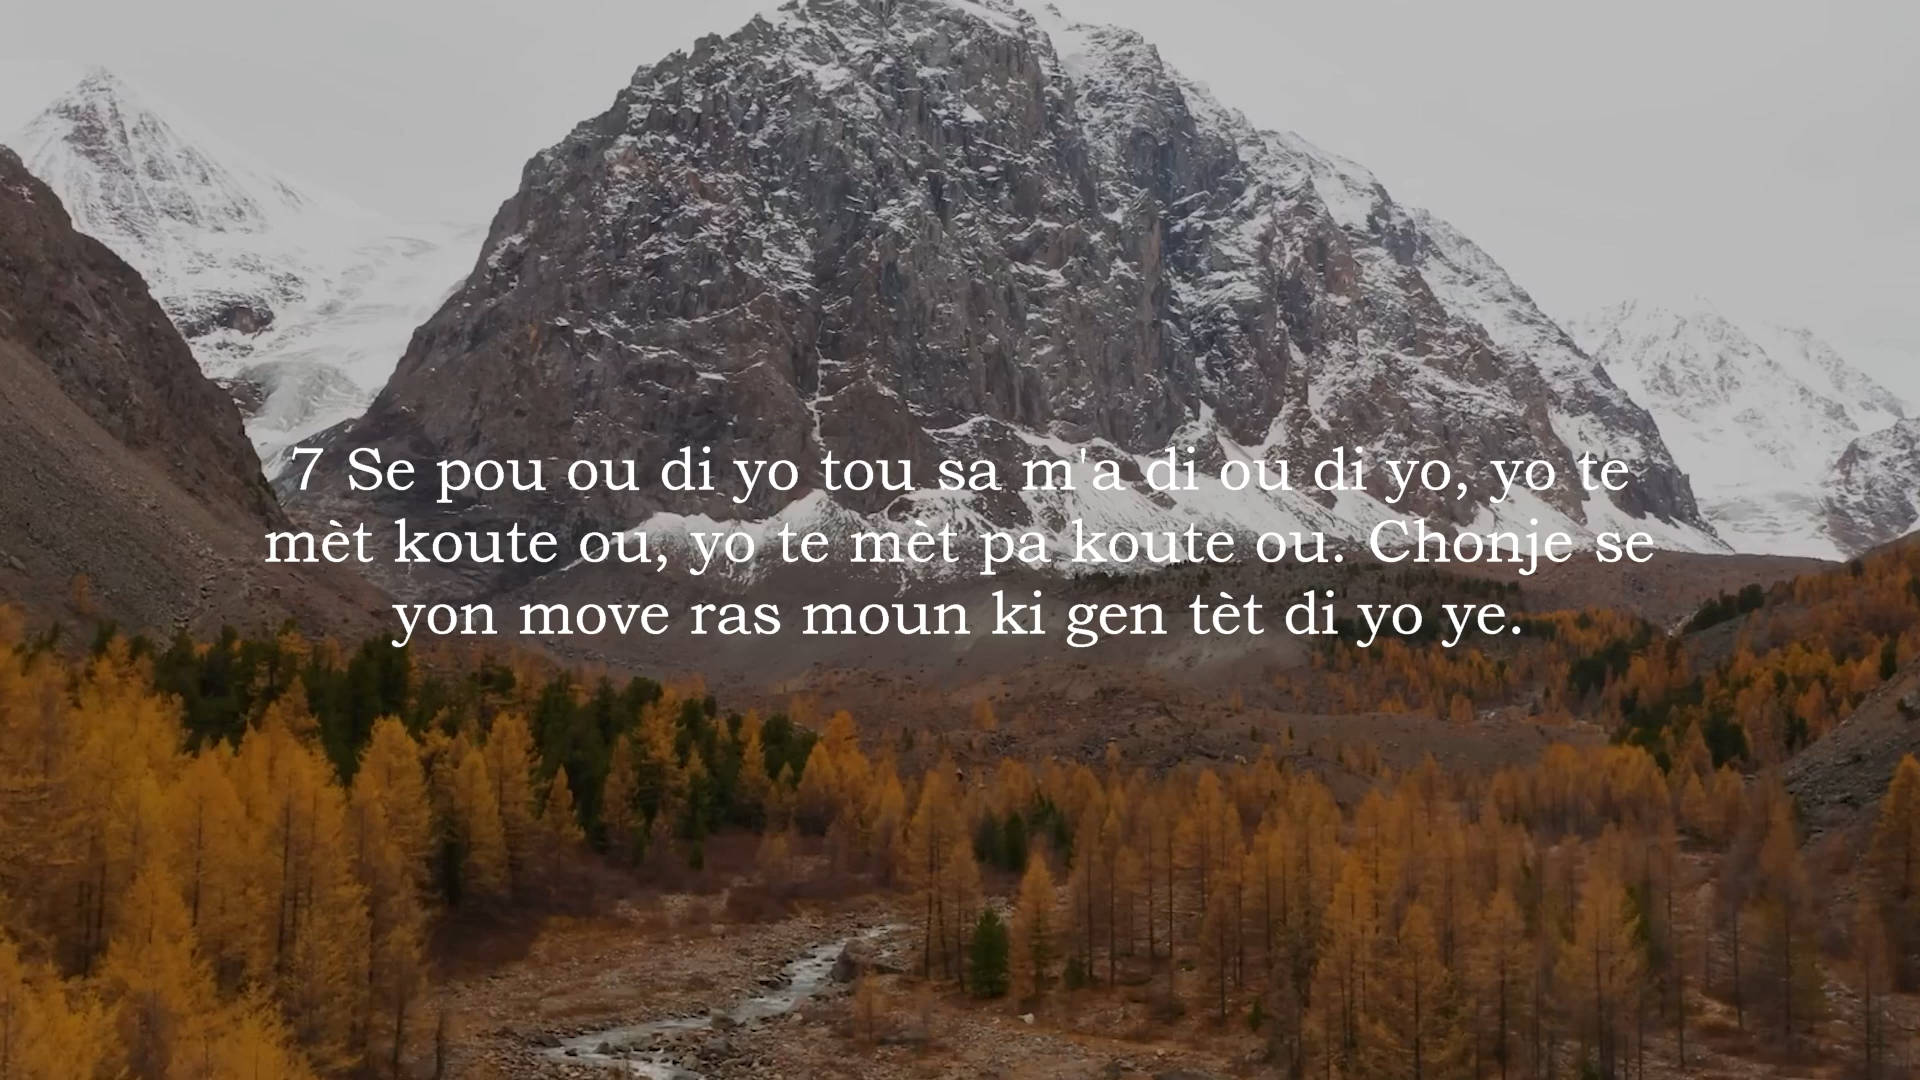 7 Se pou ou di yo tou sa m'a di ou di yo, yo te
mèt koute ou, yo te mèt pa koute ou. Chonje se
yon move ras moun ki gen tèt di yo ye.